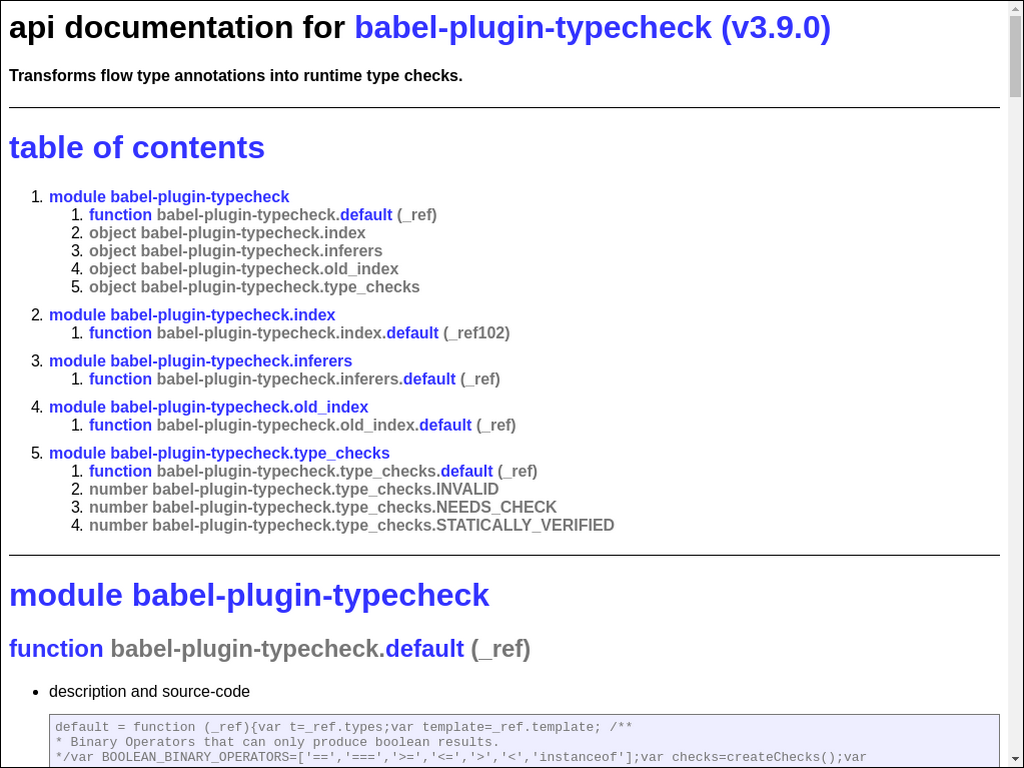 api documentation for babel-plugin-typecheck (v3.9.0)
Transforms flow type annotations into runtime type checks.
table of contents
1. module babel-plugin-typecheck
1. function babel-plugin-typecheck.default (_ref)
2. object babel-plugin-typecheck.index
3. object babel-plugin-typecheck.inferers
4. object babel-plugin-typecheck.old_index
5. object babel-plugin-typecheck.type_checks
2. module babel-plugin-typecheck.index
1. function babel-plugin-typecheck.index.default (_ref102)
3. module babel-plugin-typecheck.inferers
1. function babel-plugin-typecheck.inferers.default (_ref)
4. module babel-plugin-typecheck.old_index
1. function babel-plugin-typecheck.old_index.default (_ref)
5. module babel-plugin-typecheck.type_checks
1. function babel-plugin-typecheck.type_checks.default (_ref)
2. number babel-plugin-typecheck.type_checks.INVALID
3. number babel-plugin-typecheck.type_checks.NEEDS_CHECK
4. number babel-plugin-typecheck.type_checks.STATICALLY_VERIFIED
module babel-plugin-typecheck
function babel-plugin-typecheck.default (_ref)
• description and source-code
default = function (_ref){var t=_ref.types;var template=_ref.template; /**
* Binary Operators that can only produce boolean results.
*/var BOOLEAN_BINARY_OPERATORS=['==','===','>=','<=','>','<','instanceof'];var checks=createChecks();var